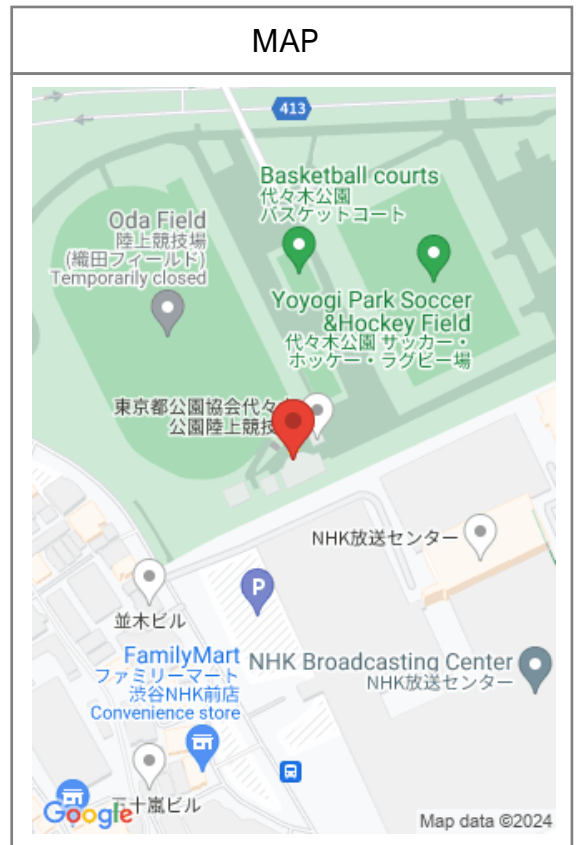 MAP
413
Basketball courts
代々木公園
バスケットコート
Oda Field
陸上競技場
(織田フィールド)
Temporarily closed
Yoyogi Park Soccer
&Hockey Field
代々木公園 サッカー・
ホッケー・ラグビー場
東京都公園協会代々
公園陸上競技
NHK放送センター
P
並木ビル
FamilyMart
ファミリーマート
渋谷NHK前店
Convenience store
NHK Broadcasting Center
NHK放送センター
十嵐ビル
Google
Map data ©2024